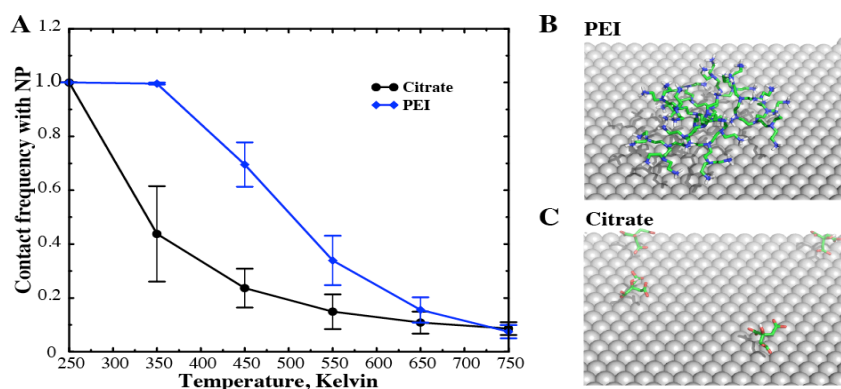 A
1.2
1.0
0.8
0.6
0.4
0.2
0
Contact frequency with NP
Citrate
PEI
250 350 300 400 450 500 550 600 650 700 750
Temperature, Kelvin
B PEI
C Citrate